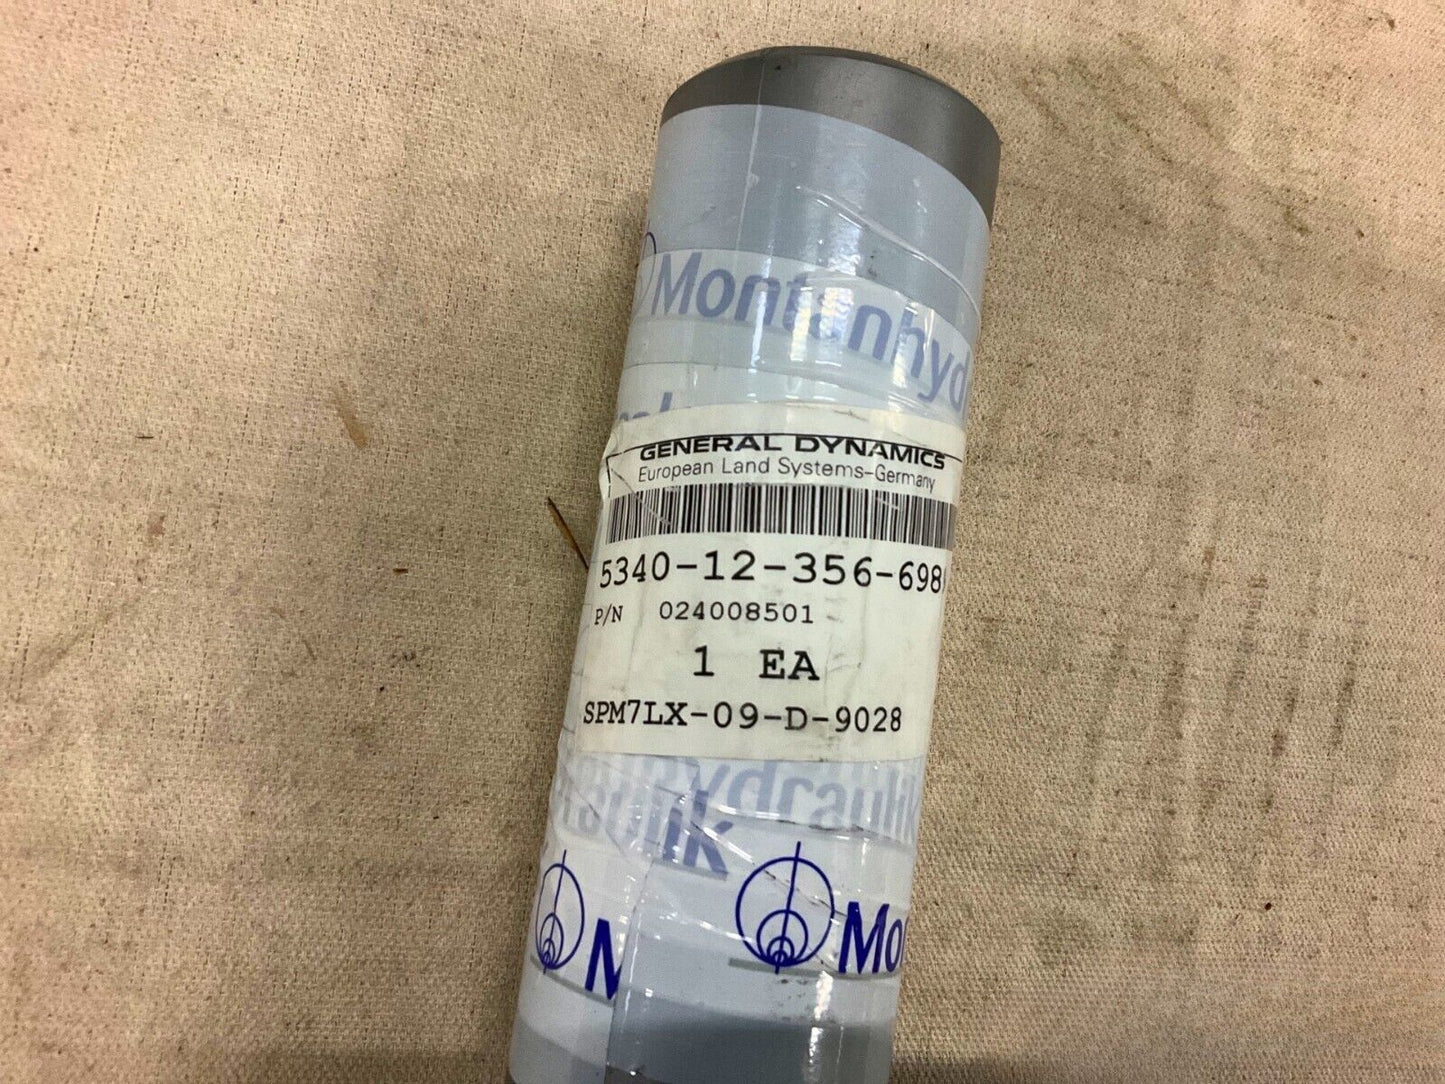 Montanhyd
GENERAL DYNAMICS
European Land Systems-Germany
5340-12-356-698
P/N 024008501
1 EA
SPM7LX-09-D-9028
hydraulik
ulik
M Mo